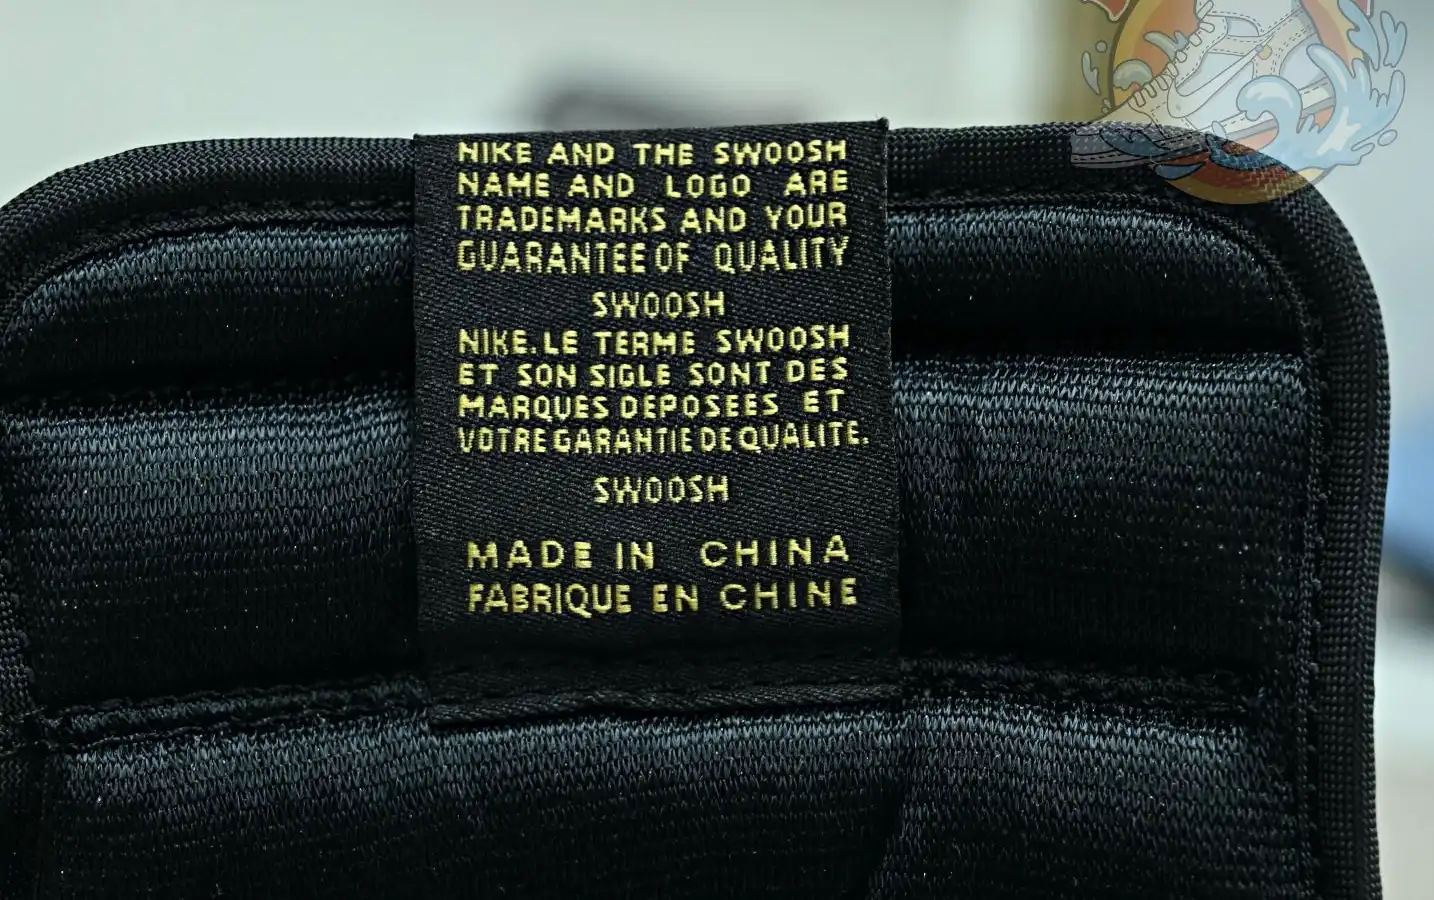 NIKE AND THE SWOOSH
NAME AND LOGO ARE
TRADEMARKS AND YOUR
GUARANTEE OF QUALITY
SWOOSH
NIKE.LE TERME SWOOSH
ET SON SIGLE SONT DES
MARQUES DEPOSEES ET
VOTRE GARANTIE DE QUALITE.
SWOOSH
MADE IN CHINA
FABRIQUE EN CHINE